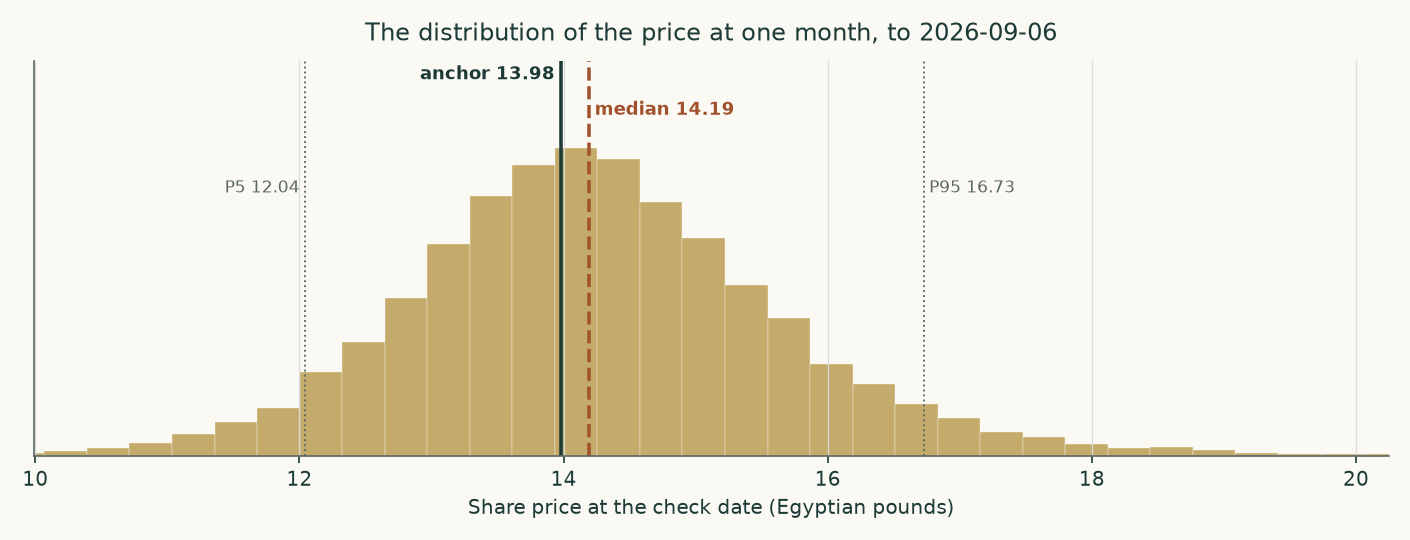 The distribution of the price at one month, to 2026-09-06
anchor 13.98
median 14.19
P5 12.04
P95 16.73
10 12 14 16 18 20
Share price at the check date (Egyptian pounds)